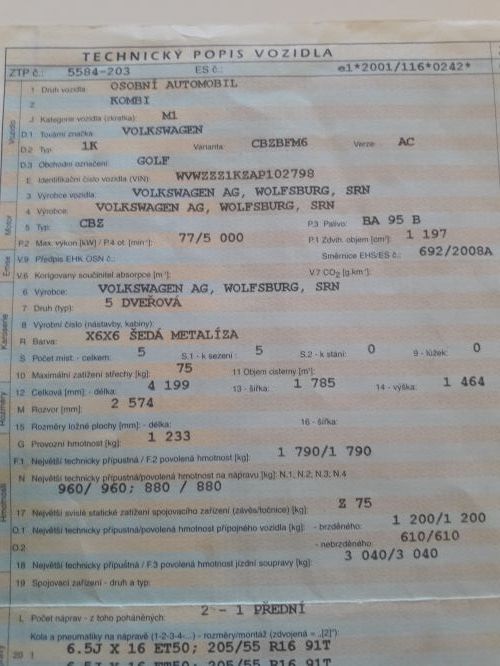 TECHNICKÝ POPIS VOZIDLA
ZTP č.: 5584-203 ES č.: e1*2001/116*0242*
1 Druh vozidla: OSOBNÍ AUTOMOBIL
2 KOMBI
J Kategorie vozidla (zkratka): M1
D.1 Tovární značka: VOLKSWAGEN
D.2 Typ: 1K Varianta: CBZBFM6 Verze: AC
D.3 Obchodní označení: GOLF
E Identifikační číslo vozidla (VIN): WVWZZZ1KZAP102798
3 Výrobce vozidla: VOLKSWAGEN AG, WOLFSBURG, SRN
4 Výrobce: VOLKSWAGEN AG, WOLFSBURG, SRN
5 Typ: CBZ P.3 Palivo: BA 95 B
P.2 Max. výkon [kW] / P.4 ot. [min⁻¹]: 77/5 000 P.1 Zdvih. objem [cm³]: 1 197
V.9 Předpis EHK OSN č.: Směrnice EHS/ES č.: 692/2008A
V.6 Korigovaný součinitel absorpce [m⁻¹]: V.7 CO₂ [g.km⁻¹]:
6 Výrobce: VOLKSWAGEN AG, WOLFSBURG, SRN
7 Druh (typ): 5 DVEŘOVÁ
8 Výrobní číslo (nástavby, kabiny):
R Barva: X6X6 ŠEDÁ METALÍZA
S Počet míst - celkem: 5 S.1 - k sezení: 5 S.2 - k stání: 0 9 - lůžek: 0
10 Maximální zatížení střechy [kg]: 75 11 Objem cisterny [m³]:
12 Celková [mm]: - délka: 4 199 13 - šířka: 1 785 14 - výška: 1 464
M Rozvor [mm]: 2 574
15 Rozměry ložné plochy [mm]: - délka: 16 - šířka:
G Provozní hmotnost [kg]: 1 233
F.1 Největší technicky přípustná / F.2 povolená hmotnost [kg]: 1 790/1 790
N Největší technicky přípustná/povolená hmotnost na nápravu [kg]: N.1; N.2; N.3; N.4
960/ 960; 880 / 880
17 Největší svislé statické zatížení spojovacího zařízení (závěs/točnice) [kg]: Z 75
O.1 Největší technicky přípustná/povolená hmotnost přípojného vozidla [kg]: - brzděného: 1 200/1 200
O.2 - nebrzděného: 610/610
18 Největší technicky přípustná / F.3 povolená hmotnost jízdní soupravy [kg]: 3 040/3 040
19 Spojovací zařízení - druh a typ:
L Počet náprav - z toho poháněných: 2 - 1 PŘEDNÍ
Kola a pneumatiky na nápravě (1-2-3-4-...) - rozměry/montáž (zdvojená = „[2]"):
20 1 6.5J X 16 ET50; 205/55 R16 91T